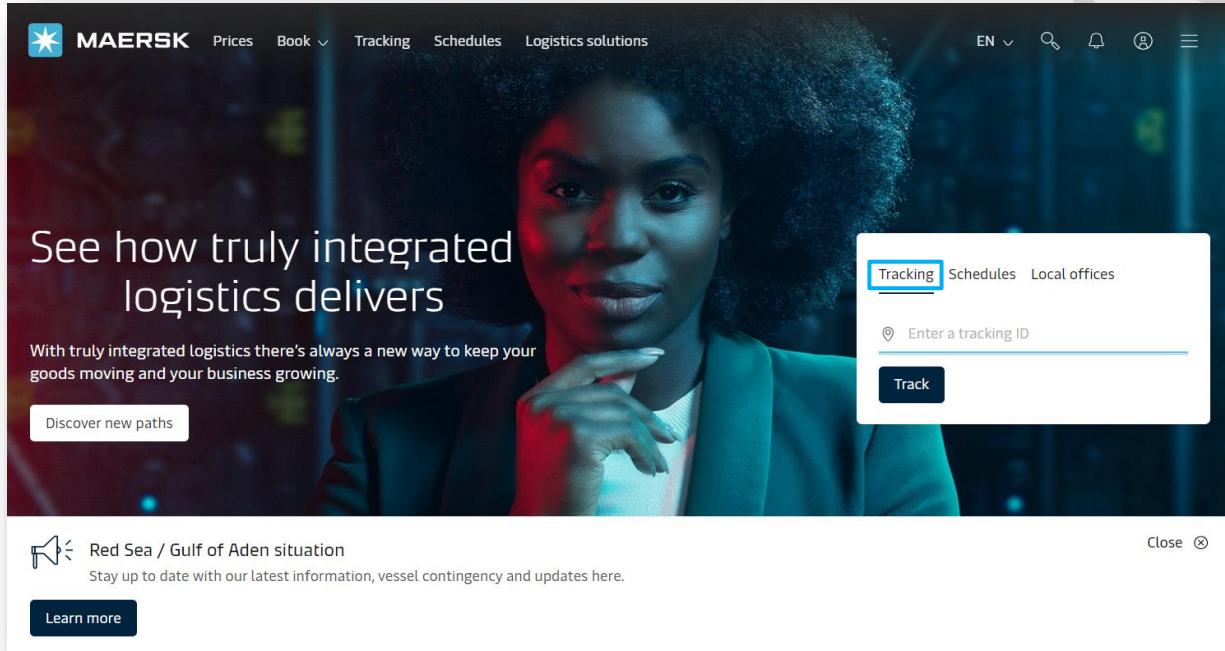 MAERSK Prices Book Tracking Schedules Logistics solutions EN
See how truly integrated
logistics delivers
With truly integrated logistics there's always a new way to keep your
goods moving and your business growing.
Discover new paths
Tracking Schedules Local offices
Enter a tracking ID
Track
Red Sea / Gulf of Aden situation
Close
Stay up to date with our latest information, vessel contingency and updates here.
Learn more